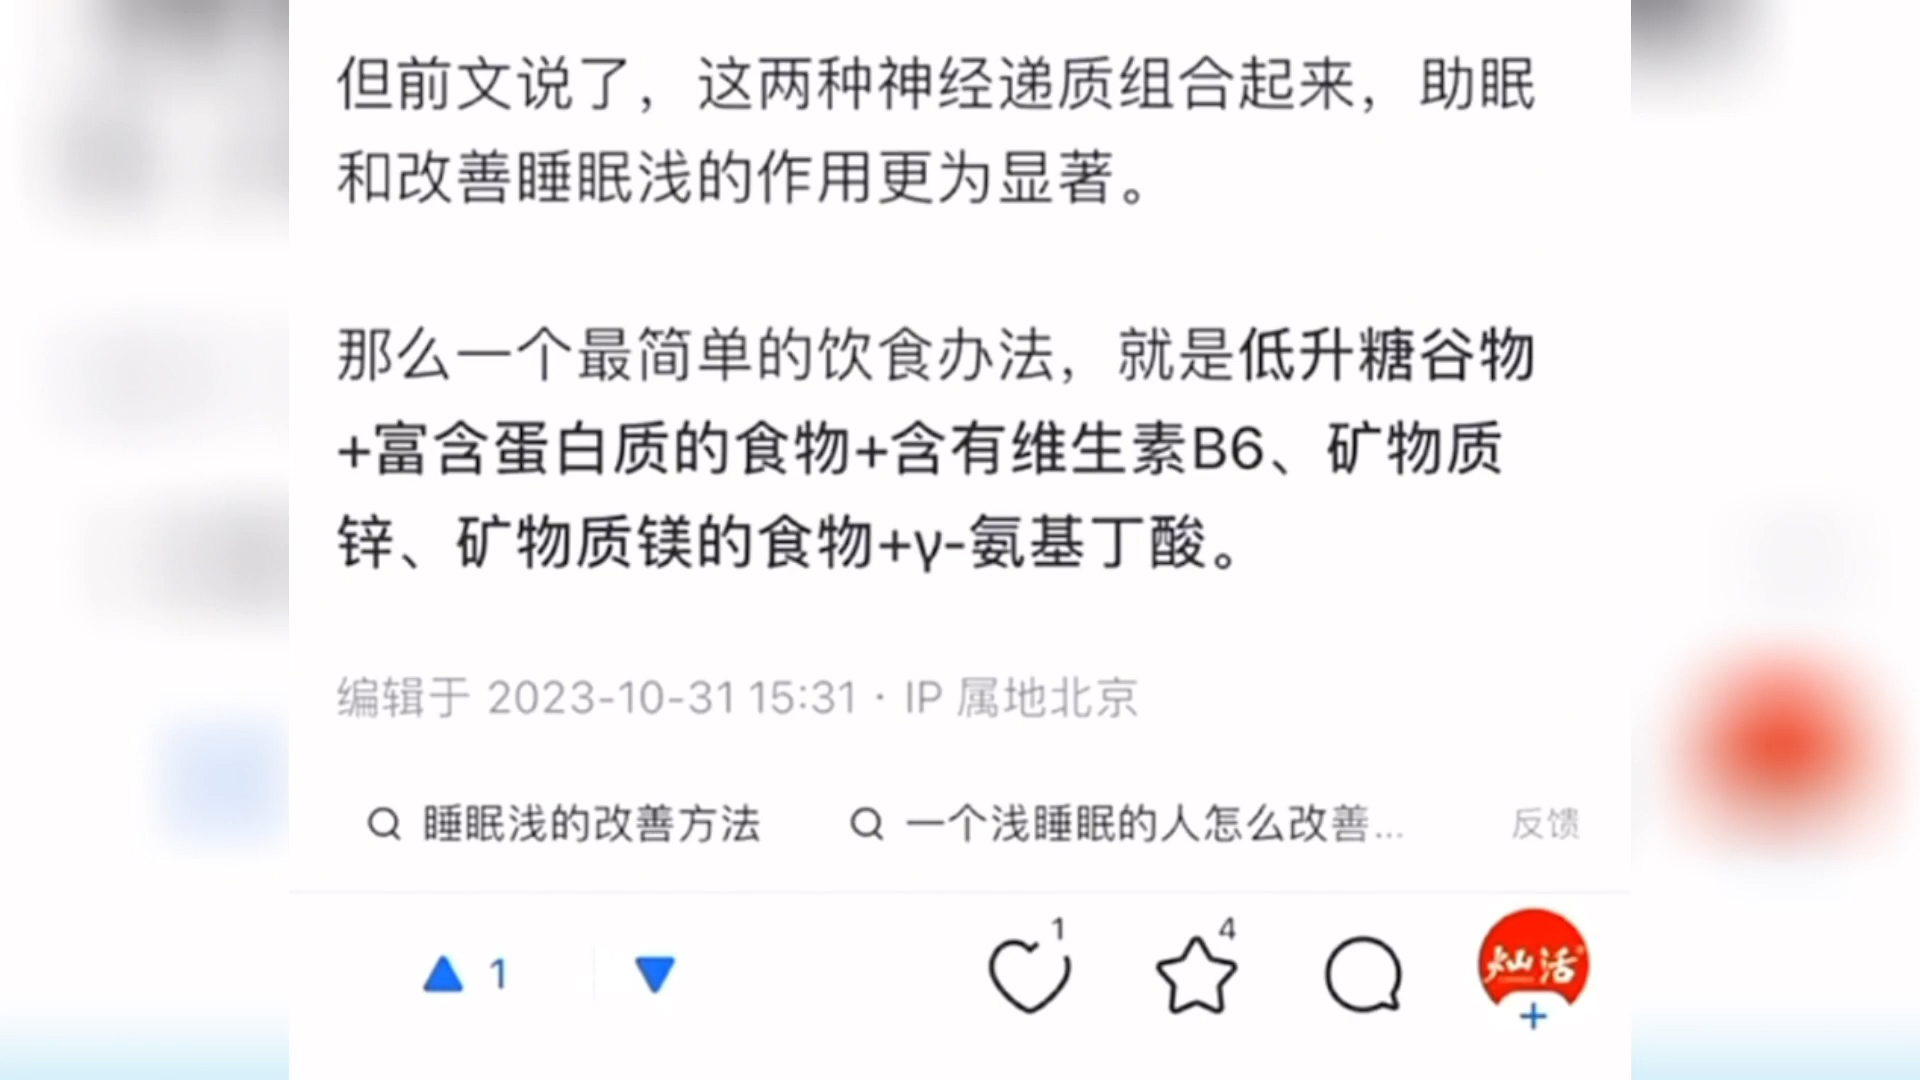 但前文说了，这两种神经递质组合起来，助眠
和改善睡眠浅的作用更为显著。
那么一个最简单的饮食办法，就是低升糖谷物
+富含蛋白质的食物+含有维生素B6、矿物质
锌、矿物质镁的食物+γ-氨基丁酸。
编辑于 2023-10-31 15:31 · IP 属地北京
睡眠浅的改善方法
一个浅睡眠的人怎么改善...
反馈
1
1
4
灿活